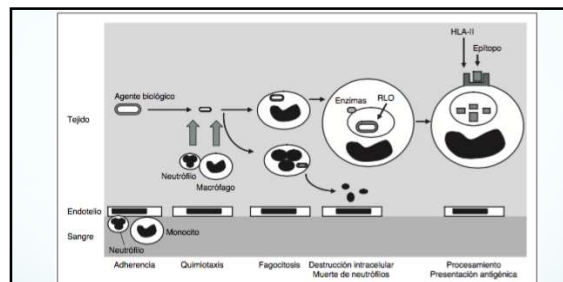 HLA-II
Epítopo
Agente biológico
Enzimas
RLO
Tejido
Neutrófilo
Macrófago
Endotelio
Sangre
Monocito
Neutrófilo
Adherencia
Quimiotaxis
Fagocitosis
Destrucción intracelular
Muerte de neutrófilos
Procesamiento
Presentación antigénica